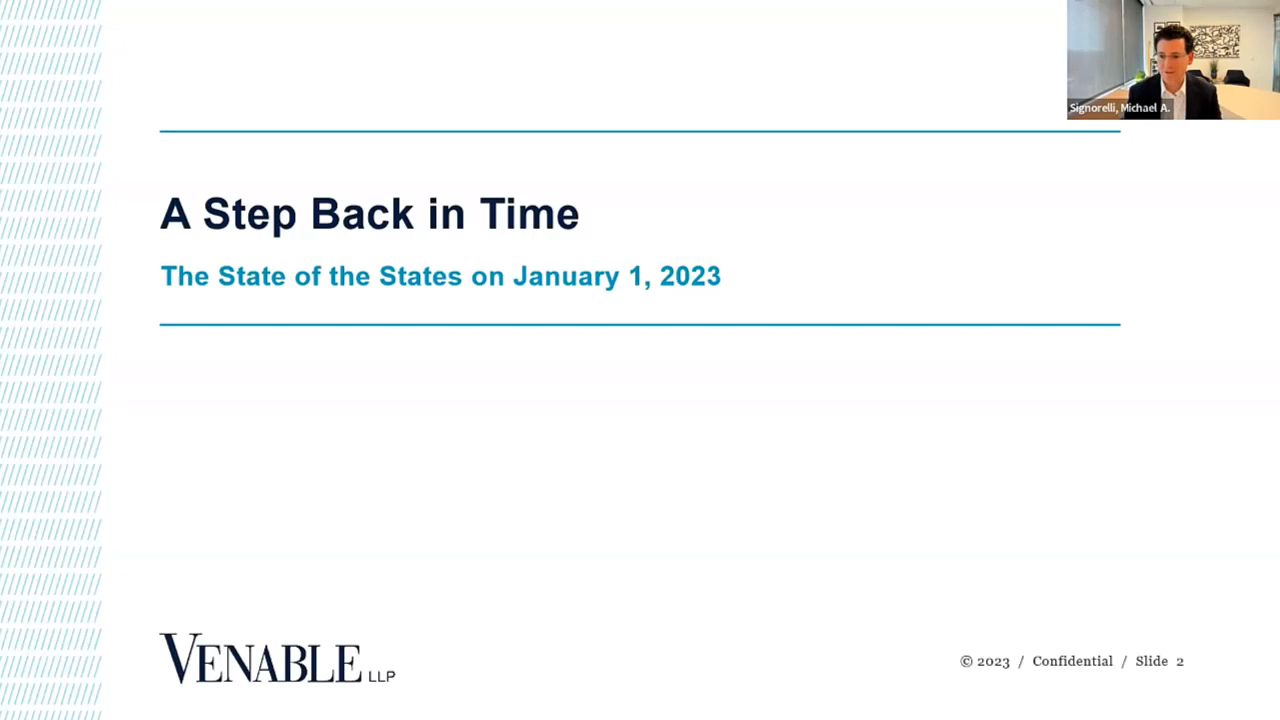 Signorelli, Michael A.
A Step Back in Time
The State of the States on January 1, 2023
VENABLE LLP
© 2023 / Confidential / Slide 2